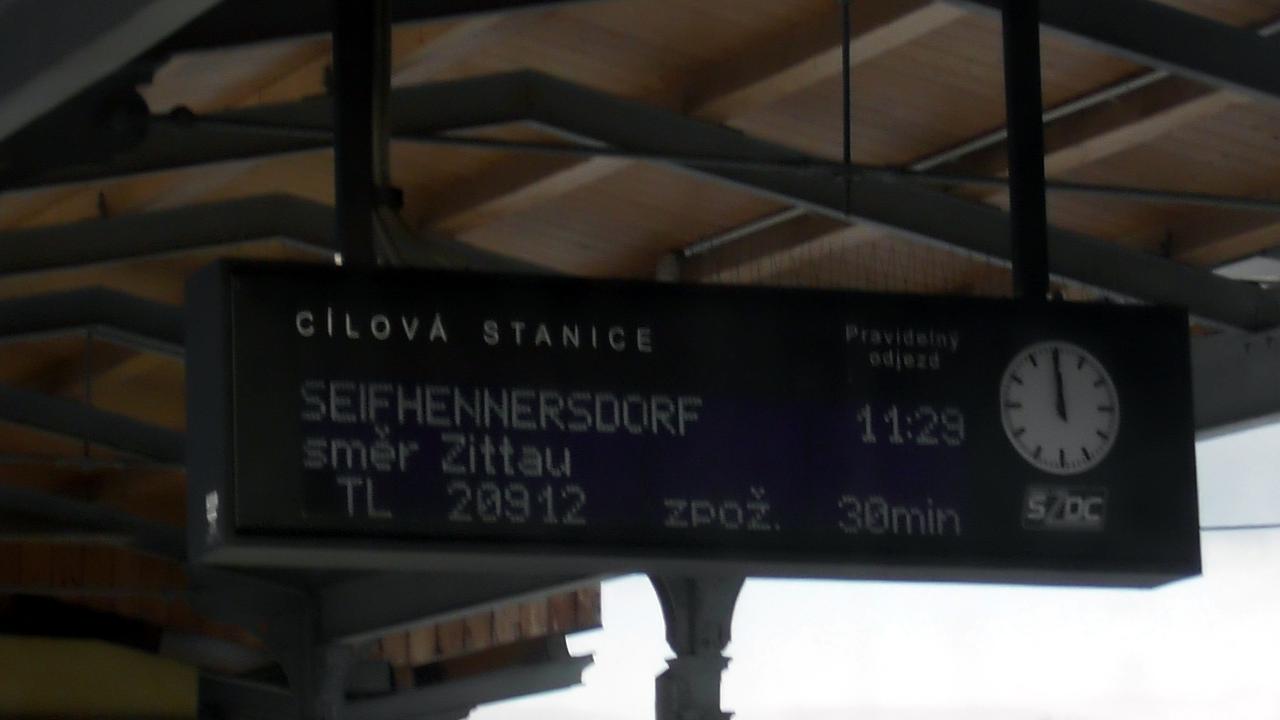 CÍLOVÁ STANICE
Pravidelný
odjezd
SEIFHENNERSDORF 11:29
směr Zittau
TL 20912 zpož. 30min
SŽDC